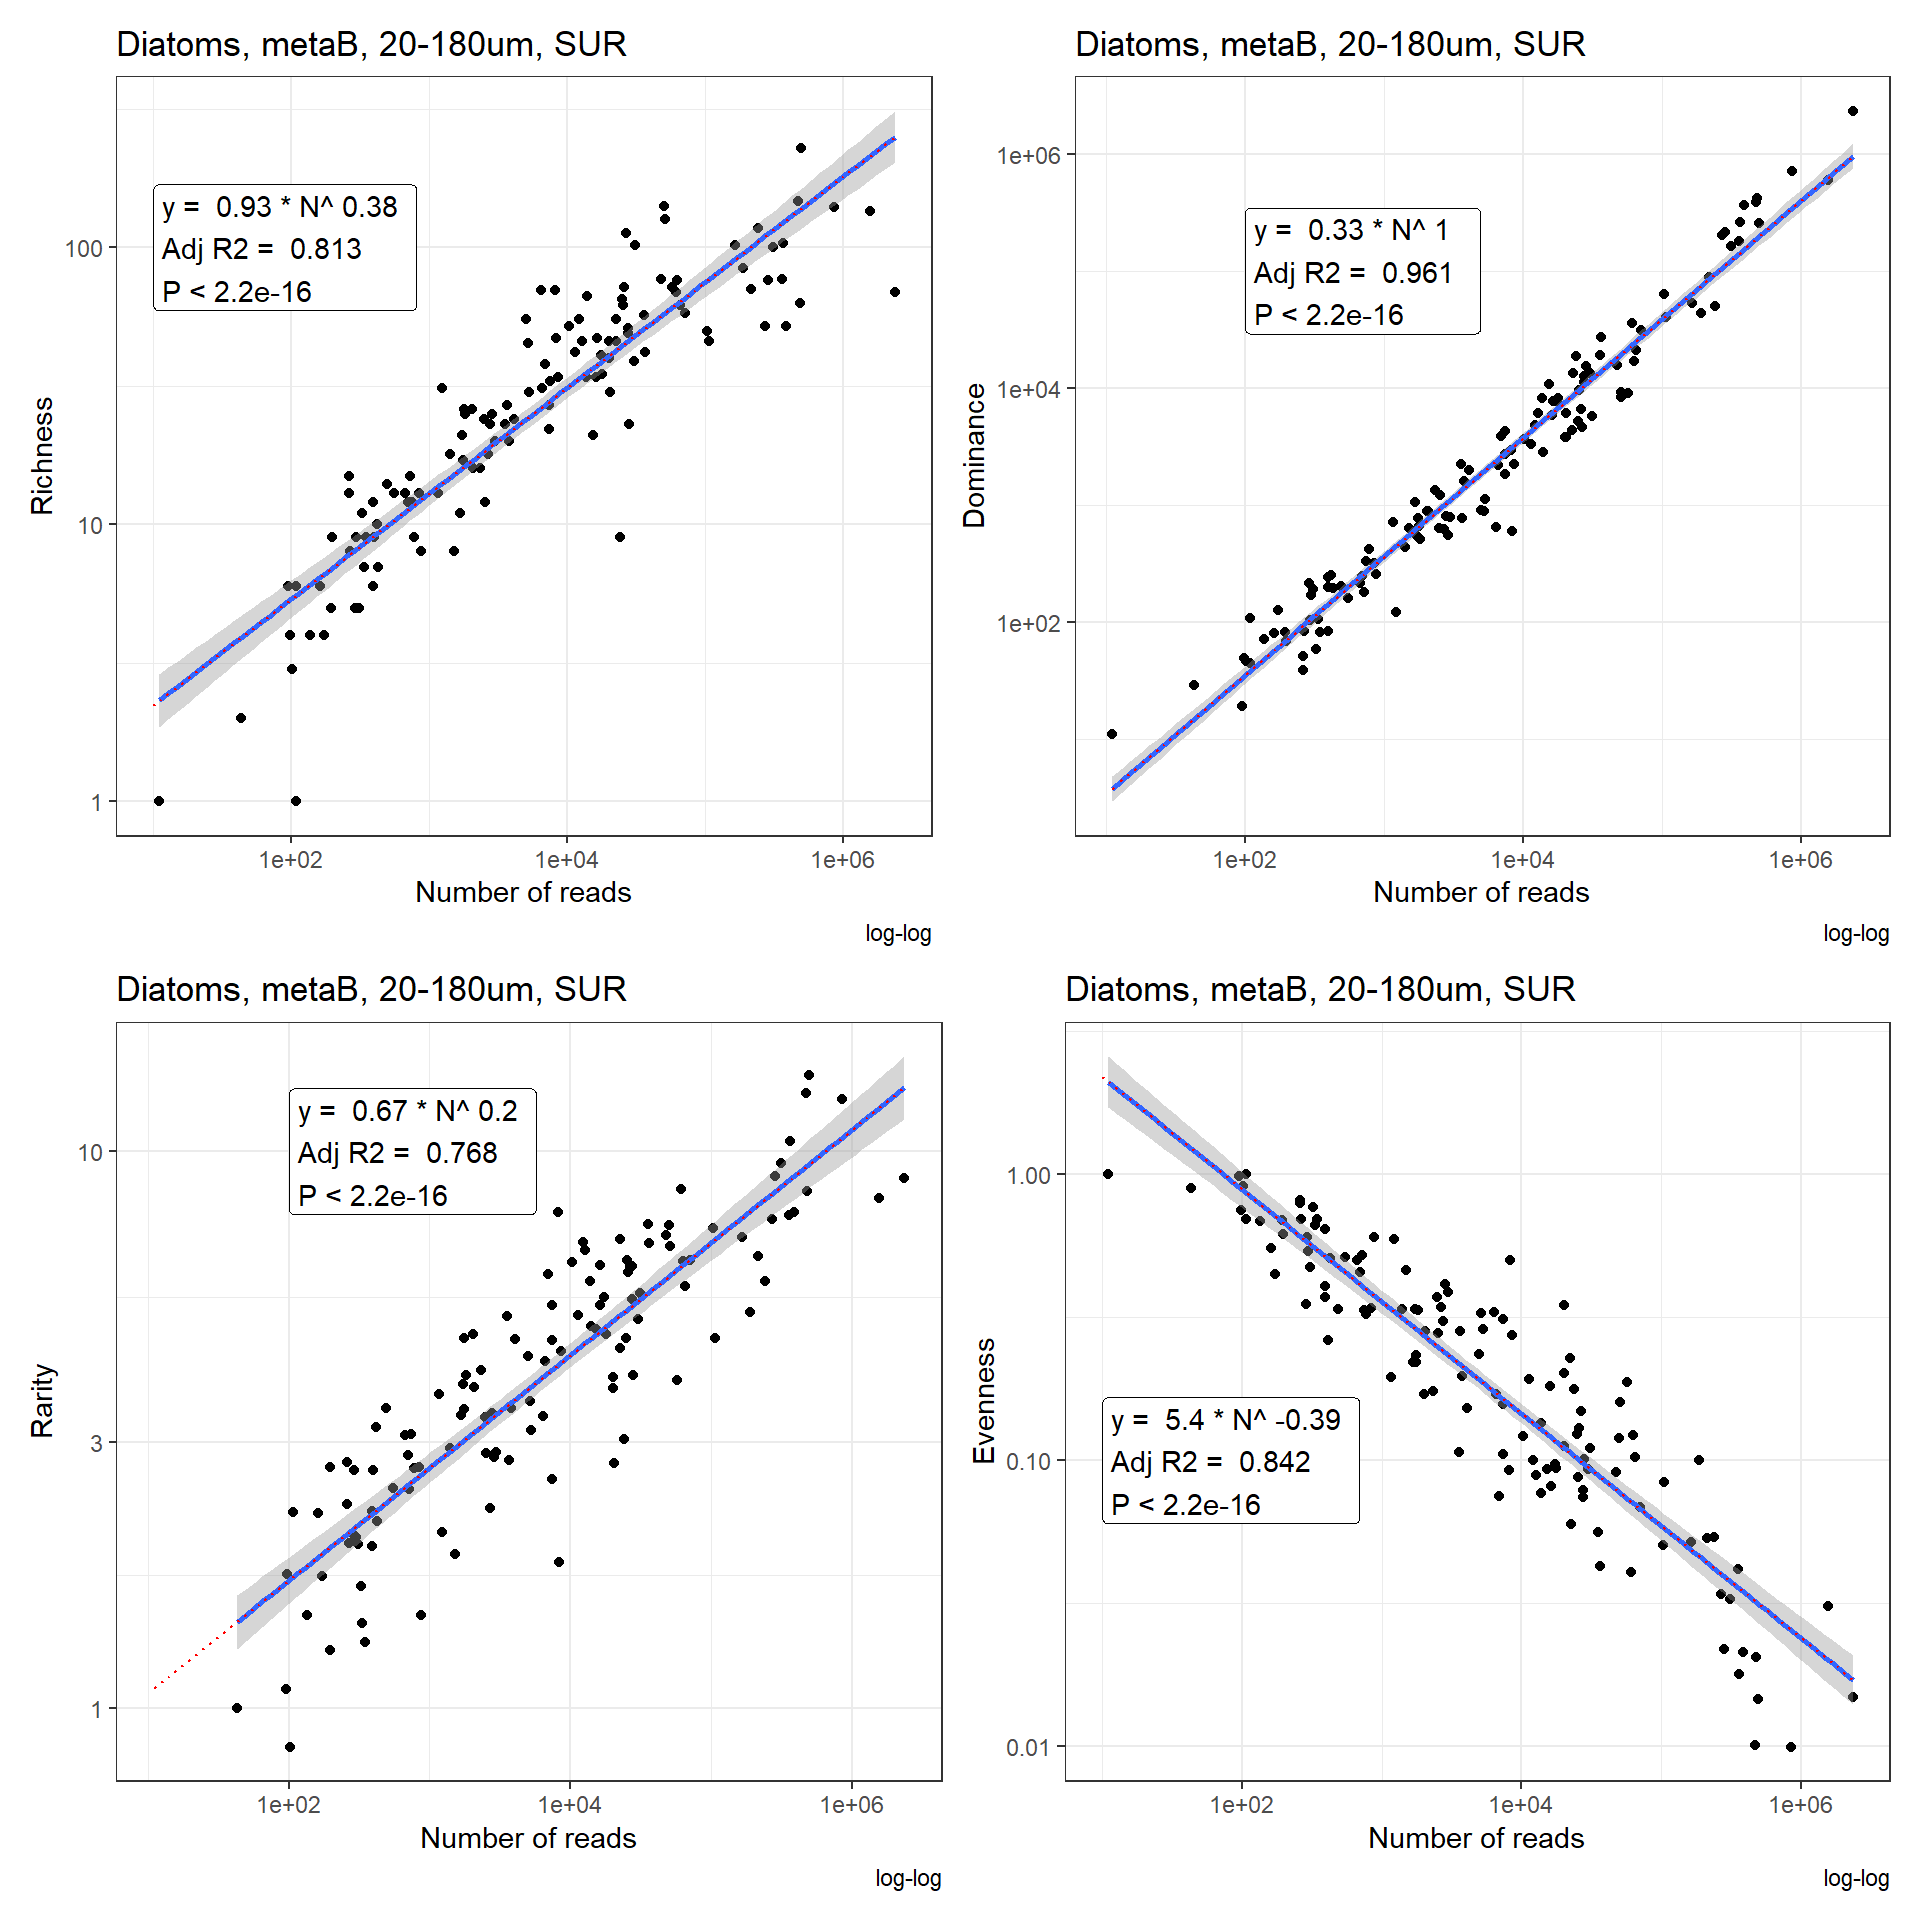 Diatoms, metaB, 20-180um, SUR
y =  0.93 * N^ 0.38
Adj R2 =  0.813
P < 2.2e-16
Richness
100
10
1
1e+02
1e+04
1e+06
Number of reads
log-log
Diatoms, metaB, 20-180um, SUR
y =  0.33 * N^ 1
Adj R2 =  0.961
P < 2.2e-16
Dominance
1e+06
1e+04
1e+02
1e+02
1e+04
1e+06
Number of reads
log-log
Diatoms, metaB, 20-180um, SUR
y =  0.67 * N^ 0.2
Adj R2 =  0.768
P < 2.2e-16
Rarity
10
3
1
1e+02
1e+04
1e+06
Number of reads
log-log
Diatoms, metaB, 20-180um, SUR
y =  5.4 * N^ -0.39
Adj R2 =  0.842
P < 2.2e-16
Evenness
1.00
0.10
0.01
1e+02
1e+04
1e+06
Number of reads
log-log